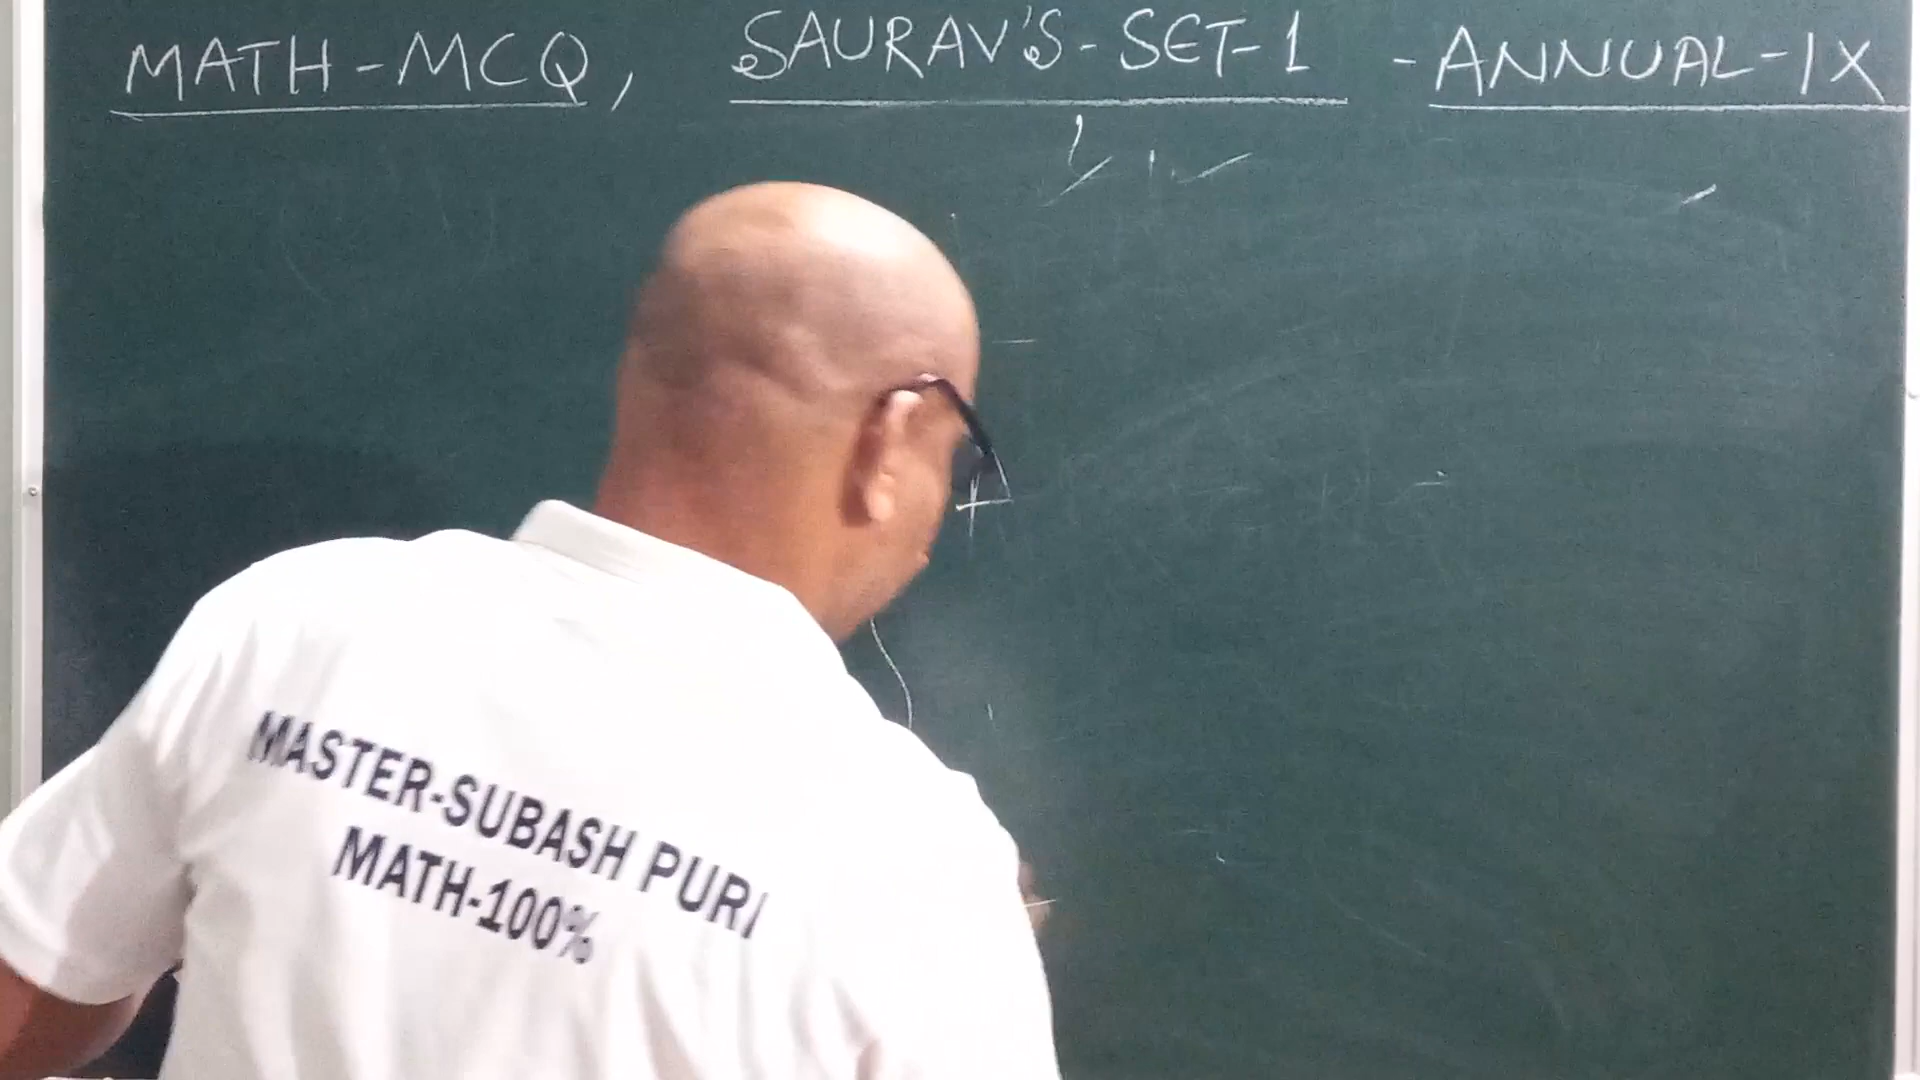 MATH-MCQ, SAURAV'S-SET-1 -ANNUAL-IX
MASTER-SUBASH PURI
MATH-100%